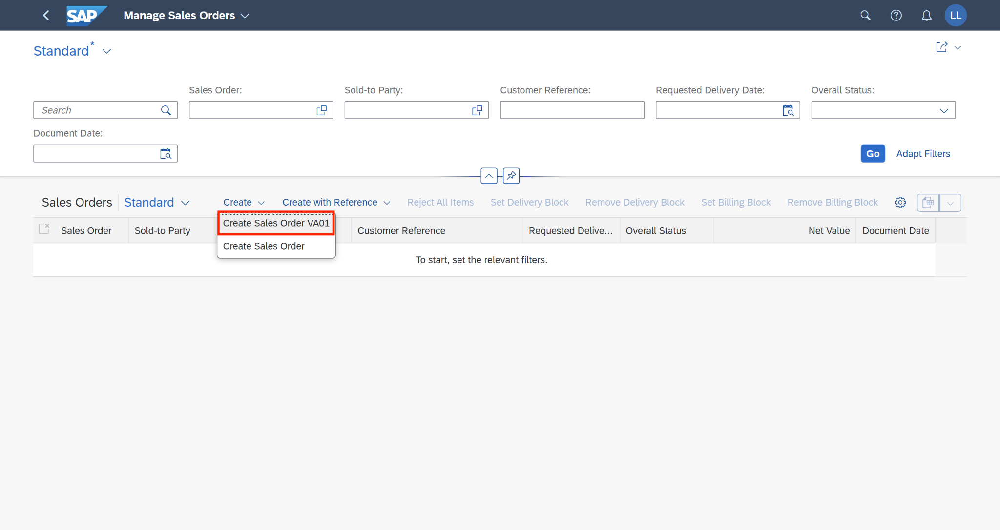 SAP Manage Sales Orders LL
Standard*
Sales Order: Sold-to Party: Customer Reference: Requested Delivery Date: Overall Status:
Search
Document Date:
Go Adapt Filters
Sales Orders Standard Create Create with Reference Reject All Items Set Delivery Block Remove Delivery Block Set Billing Block Remove Billing Block
Create Sales Order VA01
Create Sales Order
Sales Order Sold-to Party Customer Reference Requested Delive... Overall Status Net Value Document Date
To start, set the relevant filters.